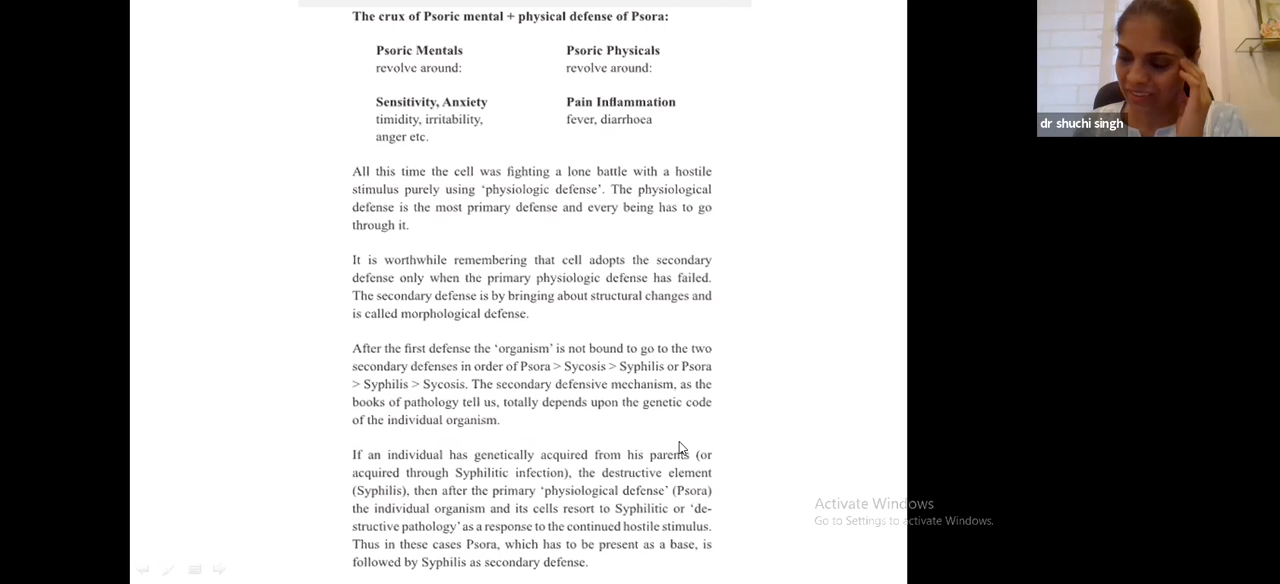 The crux of Psoric mental + physical defense of Psora:
Psoric Mentals
revolve around:
Psoric Physicals
revolve around:
Sensitivity, Anxiety
timidity, irritability,
anger etc.
Pain Inflammation
fever, diarrhoea
All this time the cell was fighting a lone battle with a hostile
stimulus purely using ‘physiologic defense’. The physiological
defense is the most primary defense and every being has to go
through it.
It is worthwhile remembering that cell adopts the secondary
defense only when the primary physiologic defense has failed.
The secondary defense is by bringing about structural changes and
is called morphological defense.
After the first defense the ‘organism’ is not bound to go to the two
secondary defenses in order of Psora > Sycosis > Syphilis or Psora
> Syphilis > Sycosis. The secondary defensive mechanism, as the
books of pathology tell us, totally depends upon the genetic code
of the individual organism.
If an individual has genetically acquired from his parents (or
acquired through Syphilitic infection), the destructive element
(Syphilis), then after the primary ‘physiological defense’ (Psora)
the individual organism and its cells resort to Syphilitic or ‘de-
structive pathology’ as a response to the continued hostile stimulus.
Thus in these cases Psora, which has to be present as a base, is
followed by Syphilis as secondary defense.
dr shuchi singh
Activate Windows
Go to Settings to activate Windows.